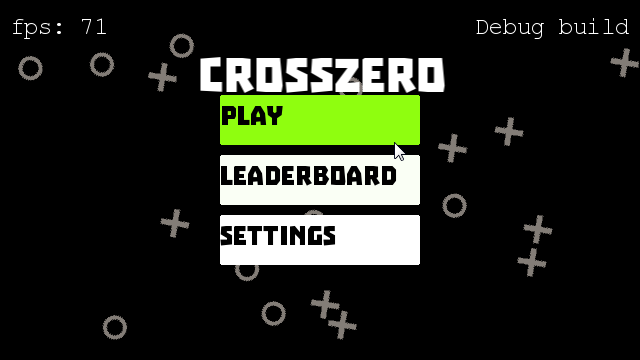 fps: 71
Debug build
CROSSZERO
PLAY
LEADERBOARD
SETTINGS